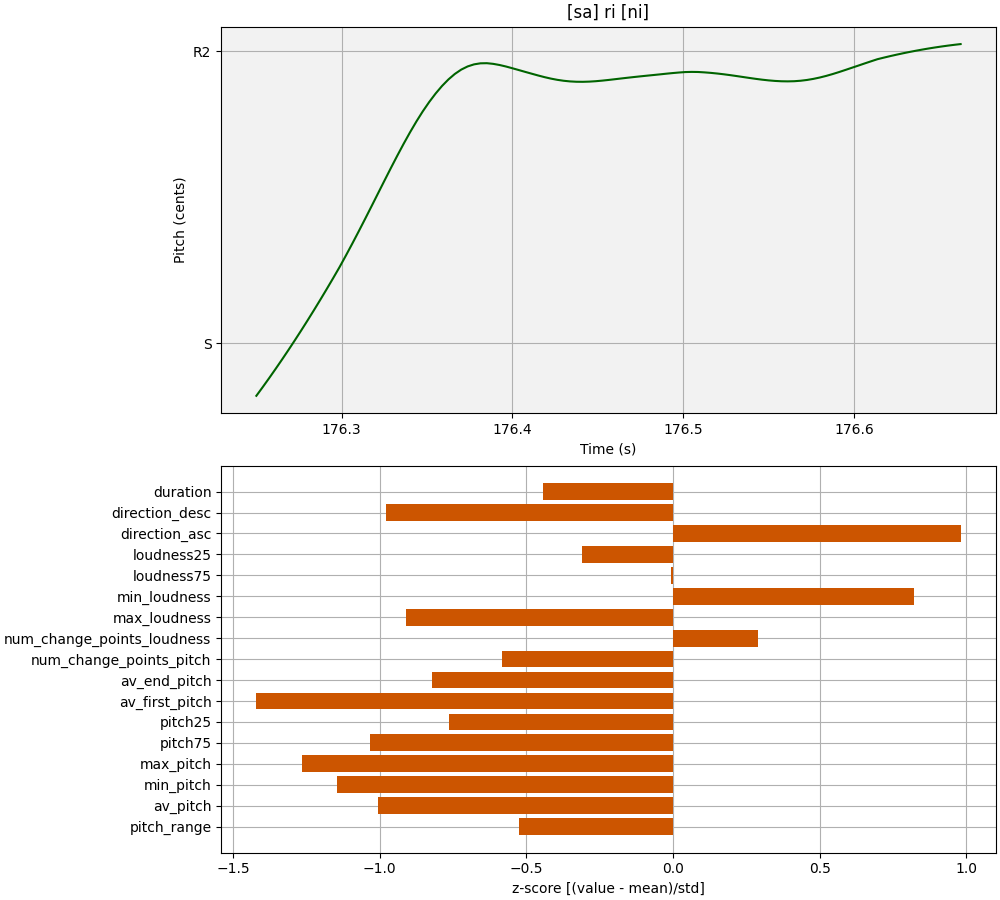 [sa] ri [ni]
R2
S
Pitch (cents)
176.3 176.4 176.5 176.6
Time (s)
duration
direction_desc
direction_asc
loudness25
loudness75
min_loudness
max_loudness
num_change_points_loudness
num_change_points_pitch
av_end_pitch
av_first_pitch
pitch25
pitch75
max_pitch
min_pitch
av_pitch
pitch_range
−1.5 −1.0 −0.5 0.0 0.5 1.0
z-score [(value - mean)/std]